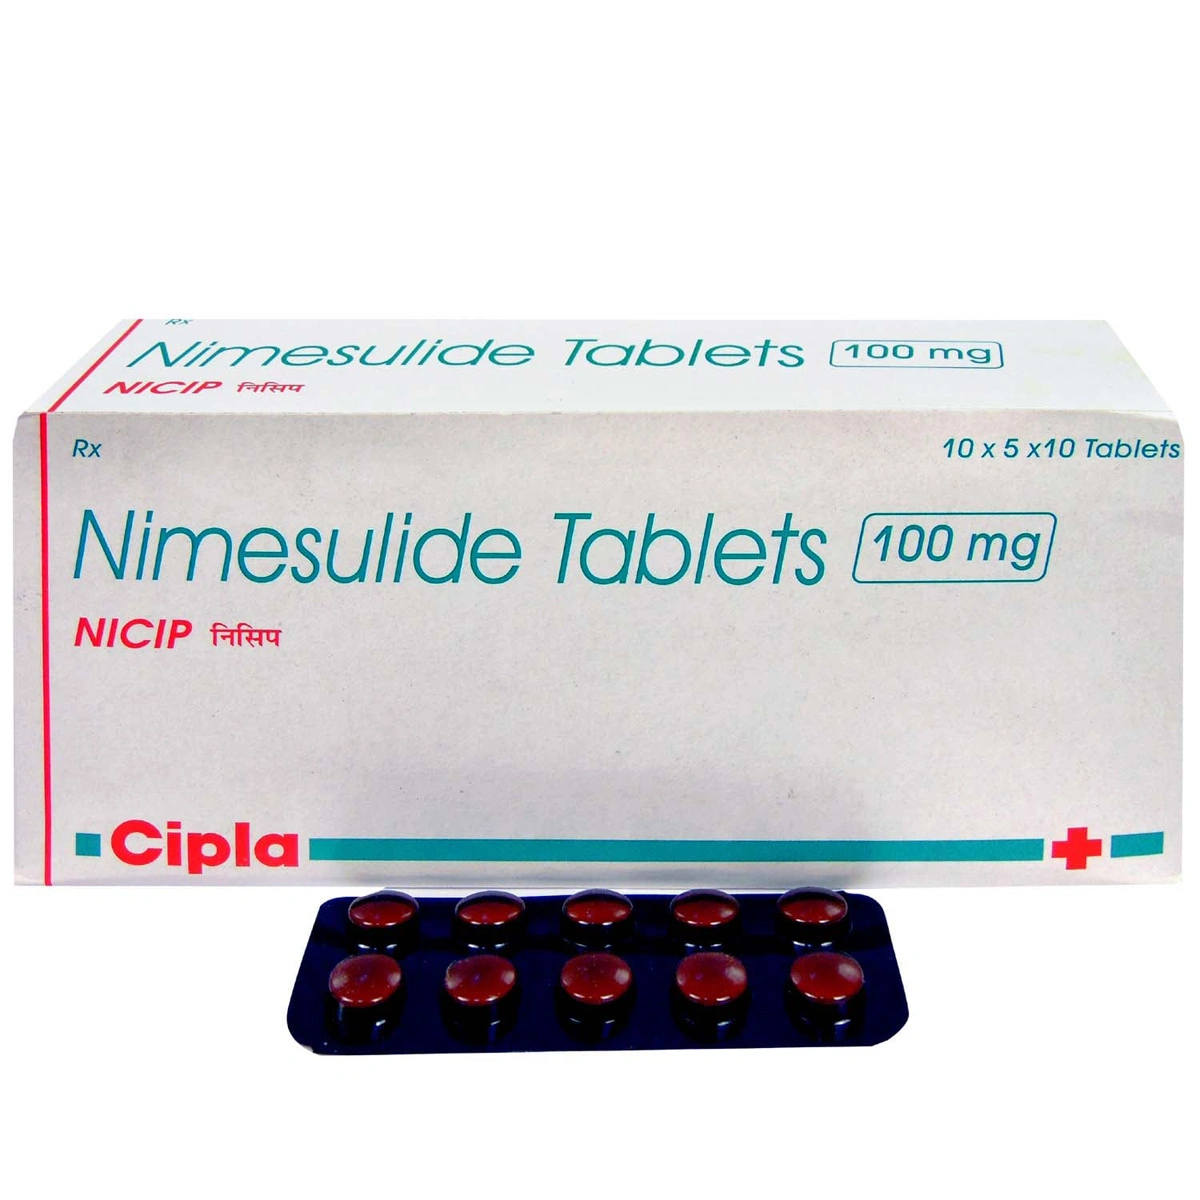 Rx
Nimesulide Tablets 100 mg
NICIP निसिप
Rx 10 x 5 x10 Tablets
Nimesulide Tablets 100 mg
NICIP निसिप
Cipla